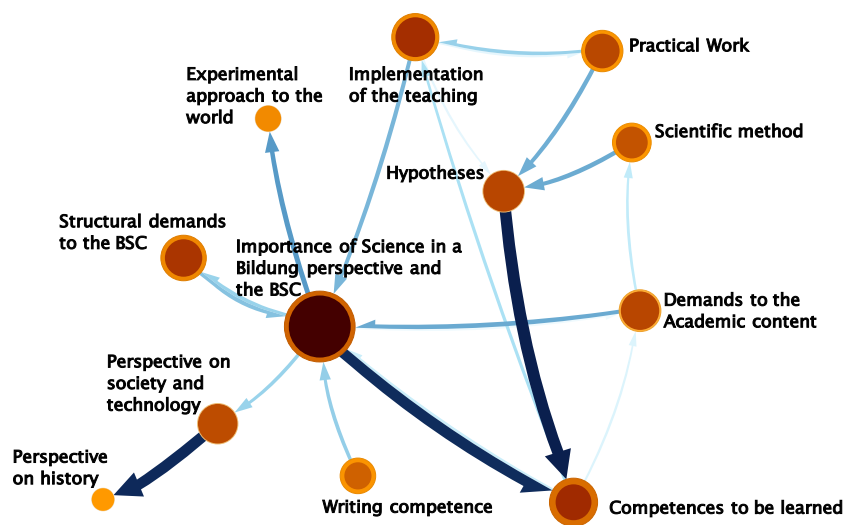 Practical Work
Experimental
approach to the
world
Implementation
of the teaching
Scientific method
Hypotheses
Structural demands
to the BSC
Importance of Science in a
Bildung perspective and
the BSC
Demands to the
Academic content
Perspective on
society and
technology
Perspective
on history
Writing competence
Competences to be learned